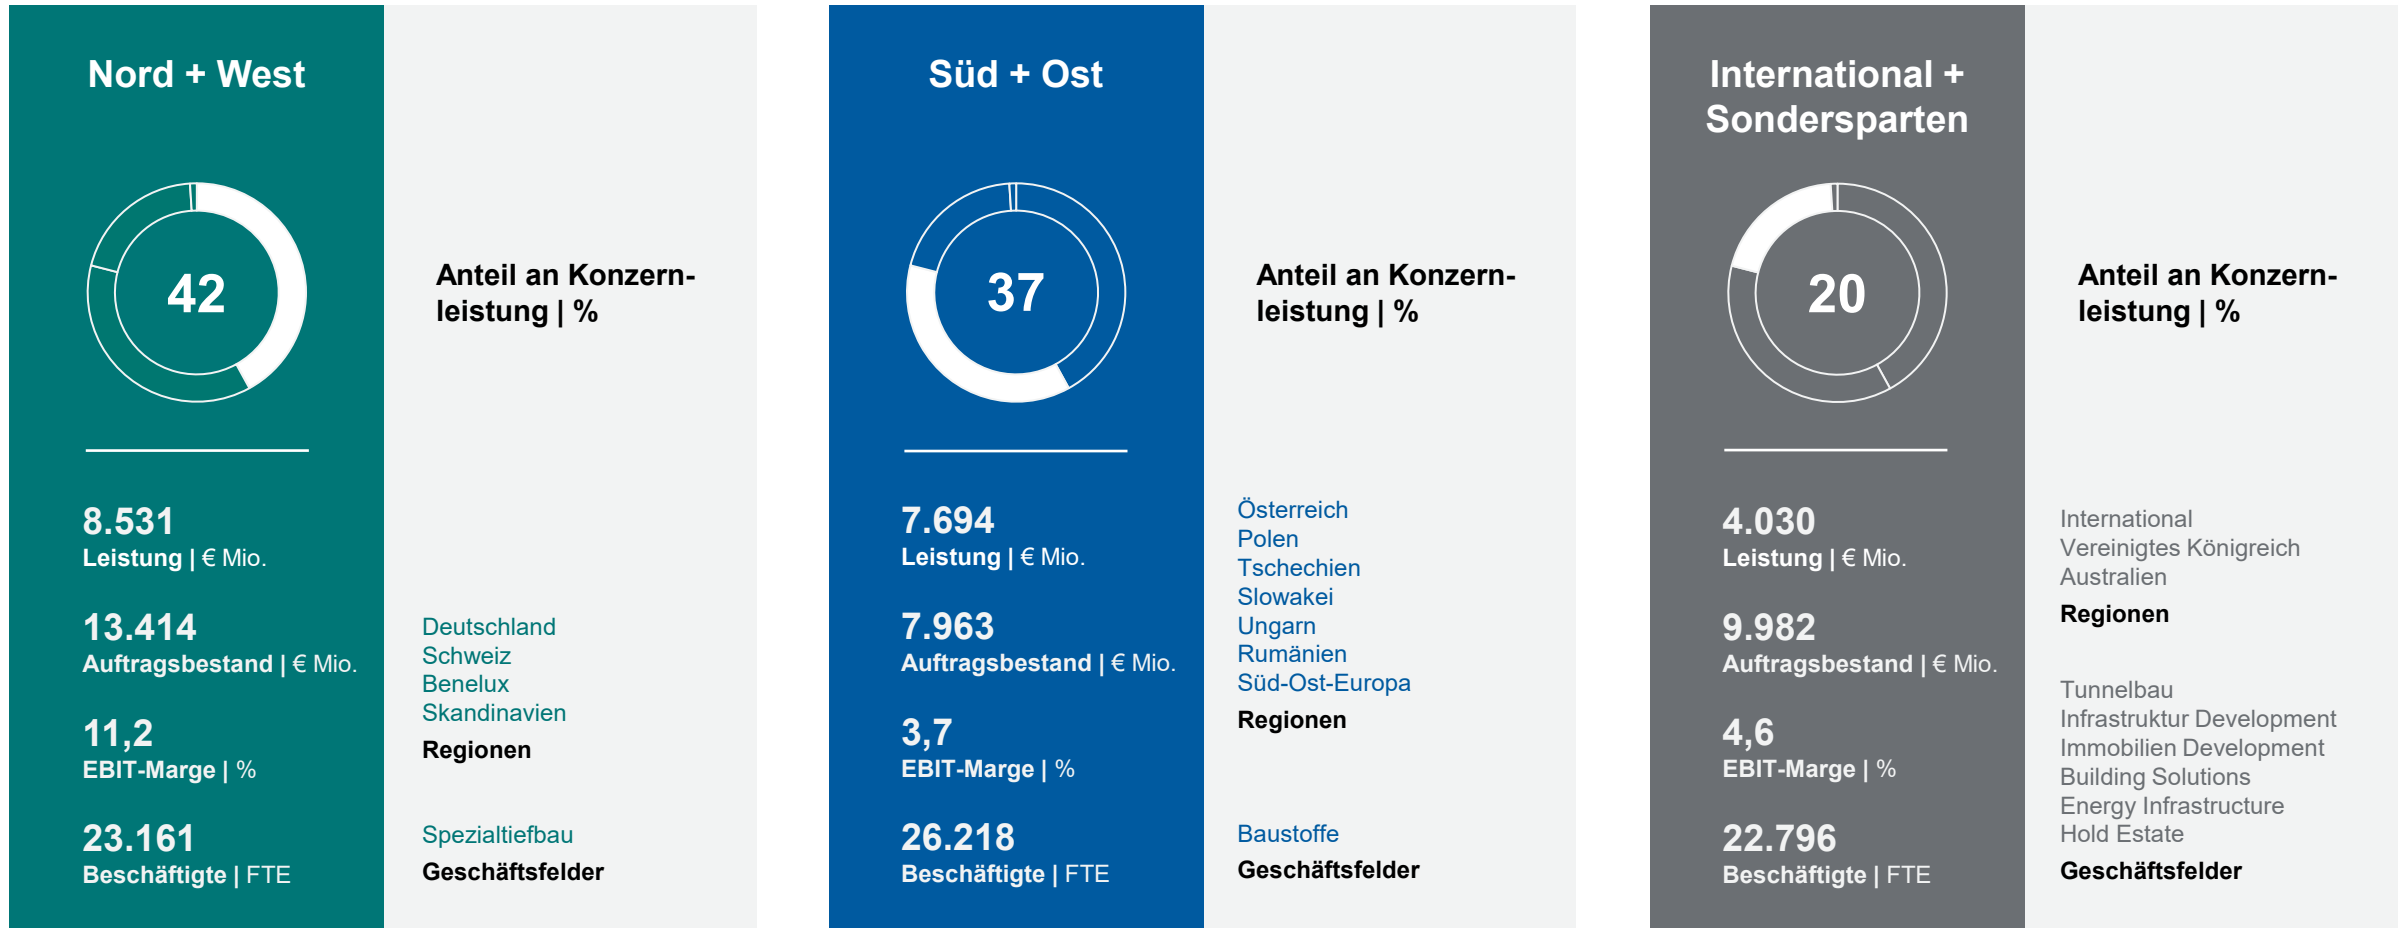 Nord + West
42
Anteil an Konzern-
leistung | %
8.531
Leistung | € Mio.
13.414
Auftragsbestand | € Mio.
11,2
EBIT-Marge | %
23.161
Beschäftigte | FTE
Deutschland
Schweiz
Benelux
Skandinavien
Regionen
Spezialtiefbau
Geschäftsfelder
Süd + Ost
37
Anteil an Konzern-
leistung | %
7.694
Leistung | € Mio.
7.963
Auftragsbestand | € Mio.
3,7
EBIT-Marge | %
26.218
Beschäftigte | FTE
Österreich
Polen
Tschechien
Slowakei
Ungarn
Rumänien
Süd-Ost-Europa
Regionen
Baustoffe
Geschäftsfelder
International +
Sondersparten
20
Anteil an Konzern-
leistung | %
4.030
Leistung | € Mio.
9.982
Auftragsbestand | € Mio.
4,6
EBIT-Marge | %
22.796
Beschäftigte | FTE
International
Vereinigtes Königreich
Australien
Regionen
Tunnelbau
Infrastruktur Development
Immobilien Development
Building Solutions
Energy Infrastructure
Hold Estate
Geschäftsfelder